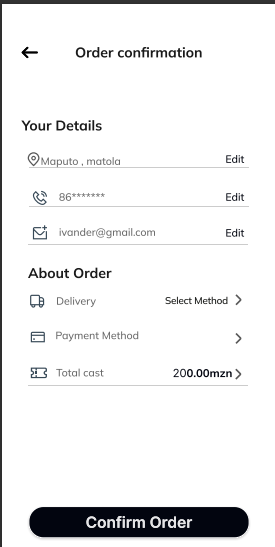 Order confirmation
Your Details
Maputo , matola Edit
86******* Edit
ivander@gmail.com Edit
About Order
Delivery Select Method
Payment Method
Total cast 200.00mzn
Confirm Order